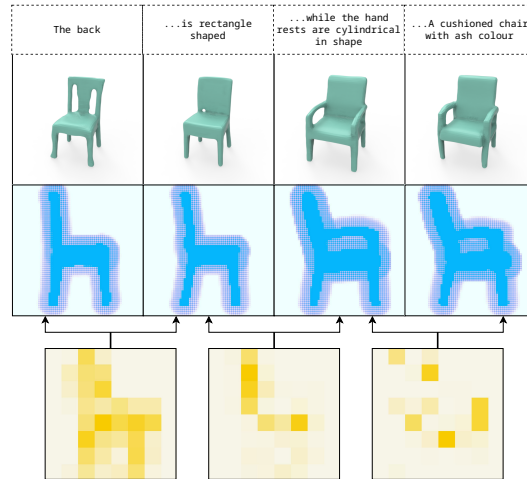 The back
...is rectangle
shaped
...while the hand
rests are cylindrical
in shape
...A cushioned chair
with ash colour